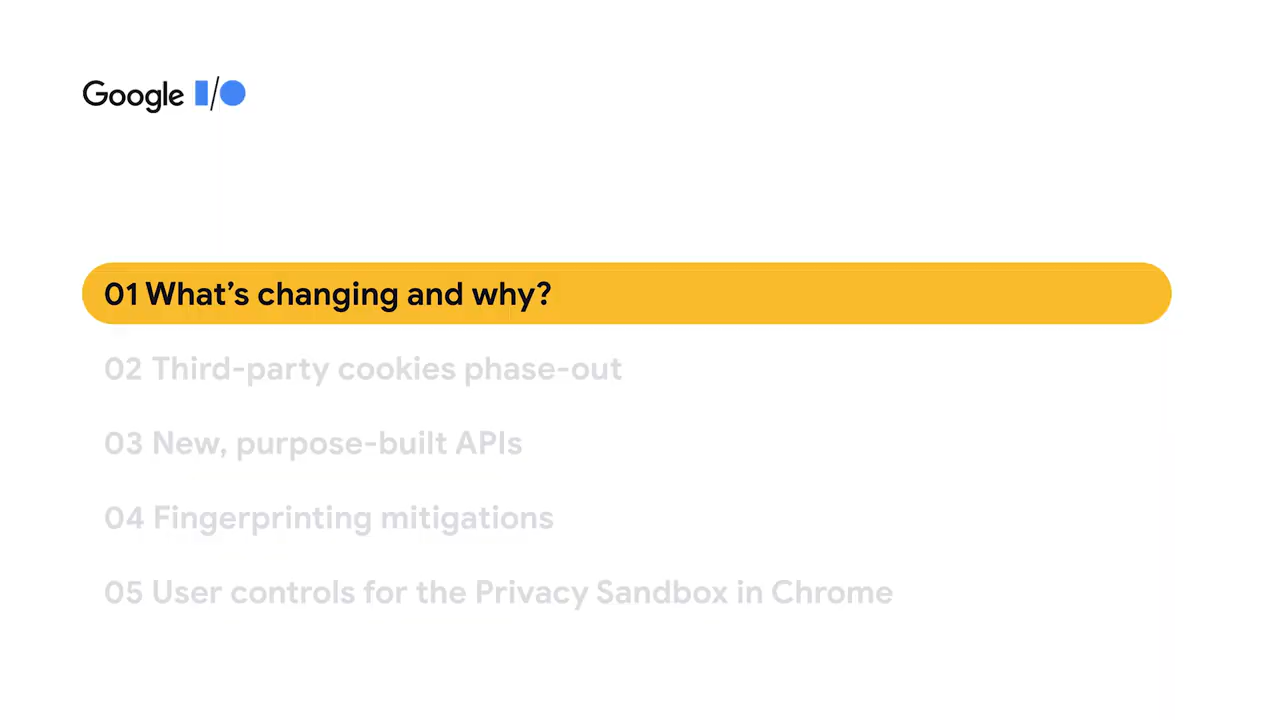 Google I/O
01 What's changing and why?
02 Third-party cookies phase-out
03 New, purpose-built APIs
04 Fingerprinting mitigations
05 User controls for the Privacy Sandbox in Chrome